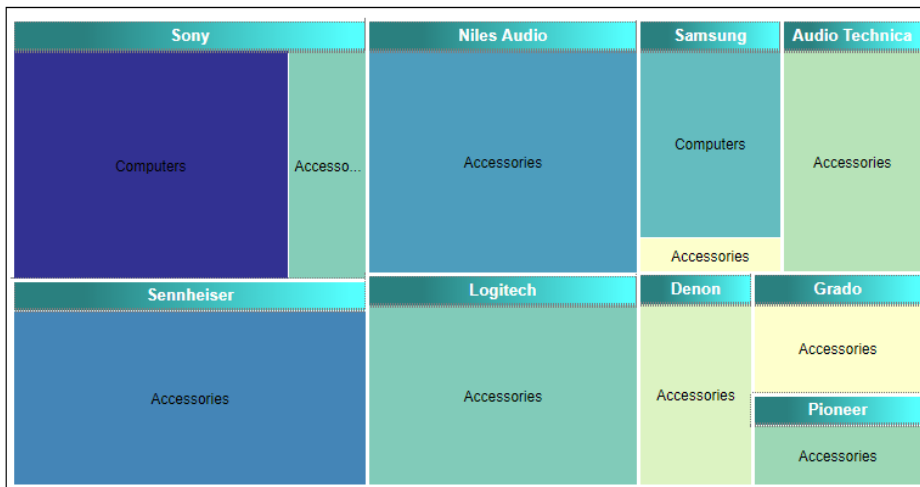 Sony
Computers
Accesso...
Niles Audio
Accessories
Samsung
Computers
Accessories
Audio Technica
Accessories
Sennheiser
Accessories
Logitech
Accessories
Denon
Accessories
Grado
Accessories
Pioneer
Accessories